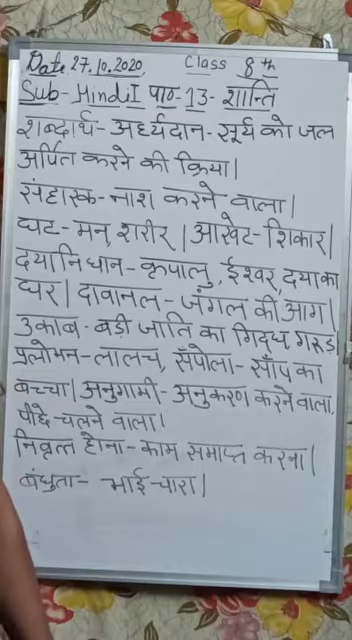 Date 27.10.2020 Class 8th
Sub- HindI पाठ-13- शान्ति
शब्दार्थ- अर्घ्यदान- सूर्य को जल
अर्पित करने की क्रिया।
संहारक-नाश करने वाला।
घट- मन, शरीर | आखेट-शिकार|
दयानिधान- कृपालु, ईश्वर, दया का
घर| दावानल- जंगल की आग|
उकाब- बड़ी जाति का गिद्ध, गरूड़|
प्रलोभन-लालच, सँपोला- साँप का
बच्चा| अनुगामी- अनुकरण करने वाला,
पीछे-चलने वाला।
निवृत्त होना- काम समाप्त करना|
बंधुता- भाई-चारा|